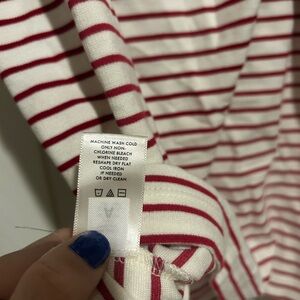 MACHINE WASH COLD
ONLY NON-
CHLORINE BLEACH
WHEN NEEDED
RESHAPE DRY FLAT
COOL IRON
IF NEEDED
OR DRY CLEAN